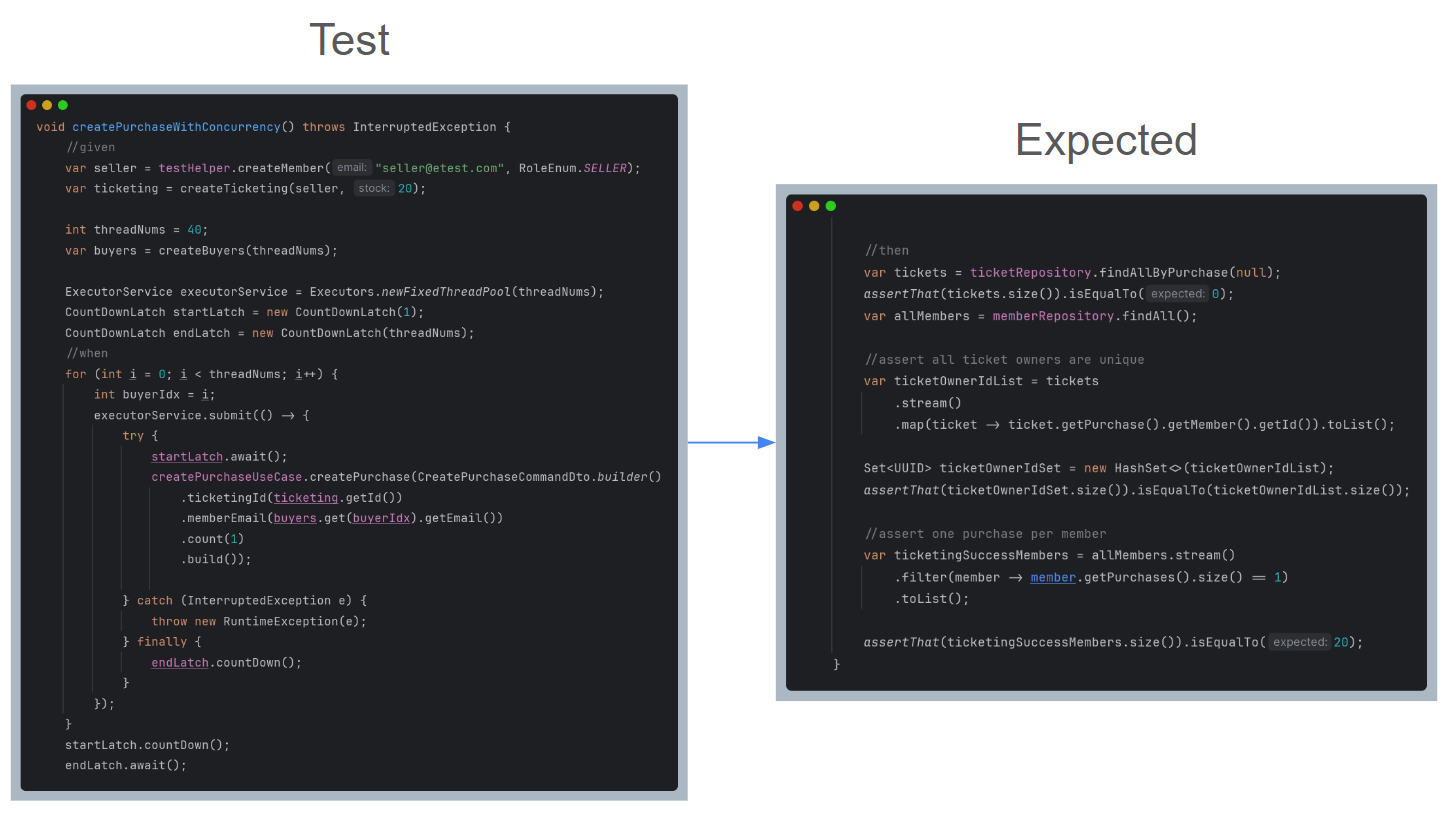 Test
void createPurchaseWithConcurrency() throws InterruptedException {
//given
var seller = testHelper.createMember( email: "seller@etest.com", RoleEnum.SELLER);
var ticketing = createTicketing(seller, stock: 20);
int threadNums = 40;
var buyers = createBuyers(threadNums);
ExecutorService executorService = Executors.newFixedThreadPool(threadNums);
CountDownLatch startLatch = new CountDownLatch(1);
CountDownLatch endLatch = new CountDownLatch(threadNums);
//when
for (int i = 0; i < threadNums; i++) {
int buyerIdx = i;
executorService.submit(() -> {
try {
startLatch.await();
createPurchaseUseCase.createPurchase(CreatePurchaseCommandDto.builder()
.ticketingId(ticketing.getId())
.memberEmail(buyers.get(buyerIdx).getEmail())
.count(1)
.build());
} catch (InterruptedException e) {
throw new RuntimeException(e);
} finally {
endLatch.countDown();
}
});
}
startLatch.countDown();
endLatch.await();
Expected
//then
var tickets = ticketRepository.findAllByPurchase(null);
assertThat(tickets.size()).isEqualTo( expected: 0);
var allMembers = memberRepository.findAll();
//assert all ticket owners are unique
var ticketOwnerIdList = tickets
.stream()
.map(ticket -> ticket.getPurchase().getMember().getId()).toList();
Set<UUID> ticketOwnerIdSet = new HashSet<>(ticketOwnerIdList);
assertThat(ticketOwnerIdSet.size()).isEqualTo(ticketOwnerIdList.size());
//assert one purchase per member
var ticketingSuccessMembers = allMembers.stream()
.filter(member -> member.getPurchases().size() == 1)
.toList();
assertThat(ticketingSuccessMembers.size()).isEqualTo( expected: 20);
}